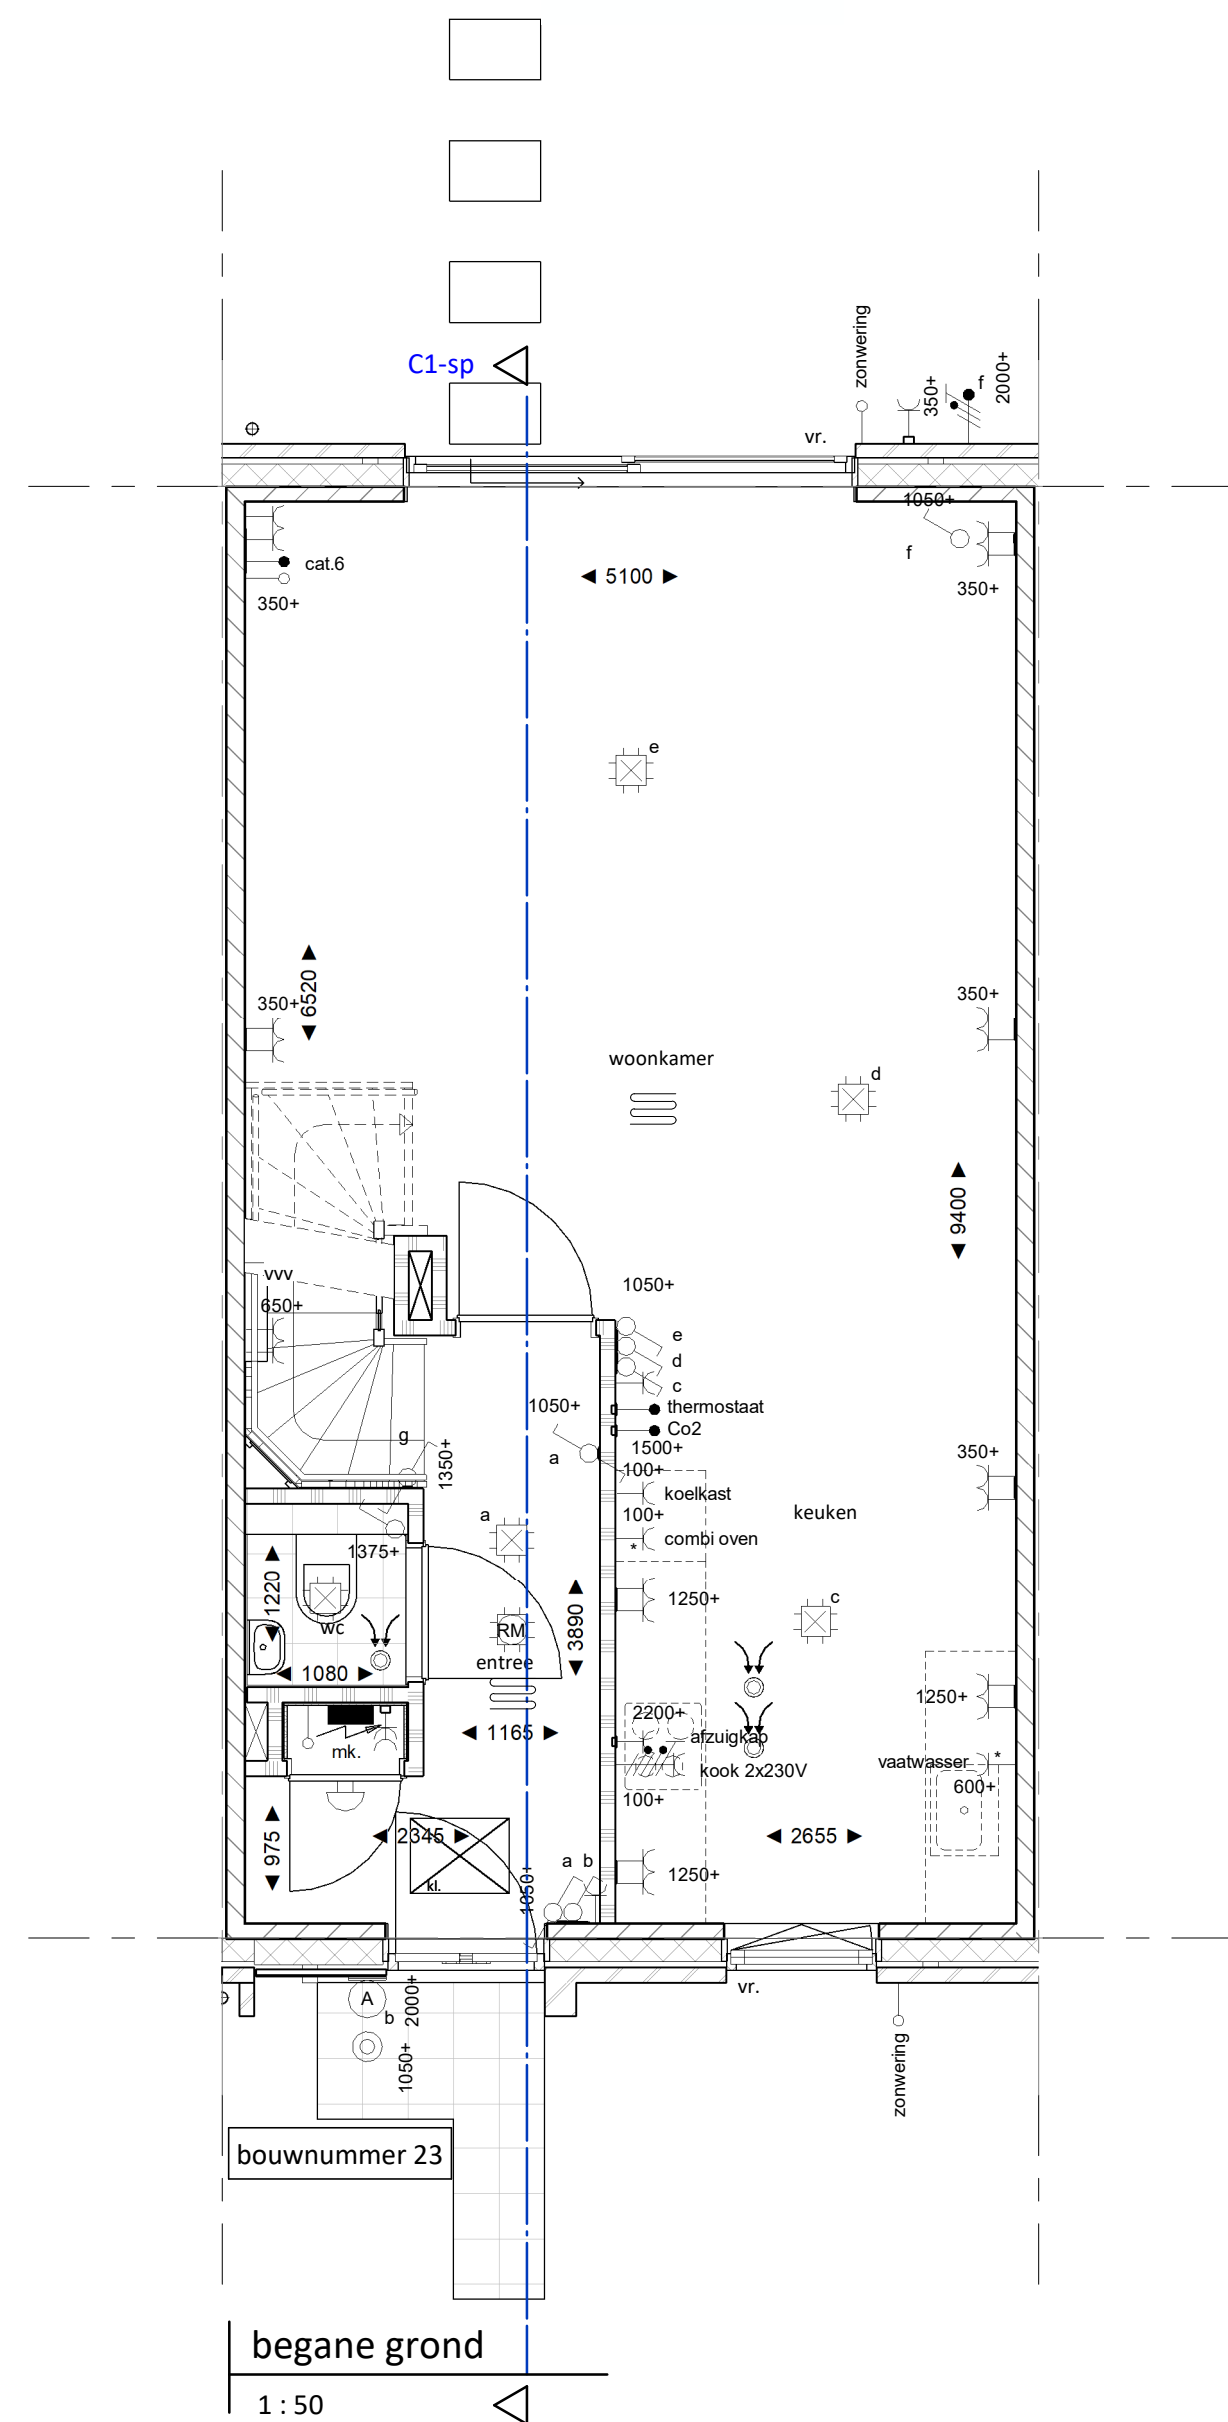 C1-sp
zonwering
350+
f
2000+
vr.
1050+
f
350+
cat.6
350+
5100
e
6520
350+
350+
woonkamer
d
9400
vvv
650+
1050+
e
d
c
thermostaat
Co2
1500+
1050+
a
g
1350+
100+
koelkast
100+
combi oven
*
350+
keuken
a
1375+
1220
wc
1080
RM
entree
3890
1250+
c
1165
2200+
afzuigkap
kook 2x230V
100+
1250+
vaatwasser
*
600+
mk.
975
2345
kl.
2655
1050+
a b
1250+
A
b
2000+
1050+
vr.
zonwering
bouwnummer 23
begane grond
1 : 50